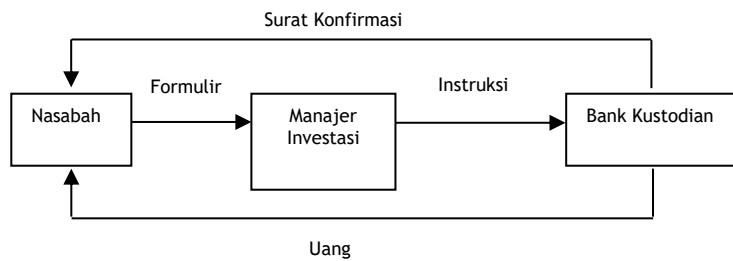 Surat Konfirmasi
Formulir
Instruksi
Nasabah
Manajer
Investasi
Bank Kustodian
Uang